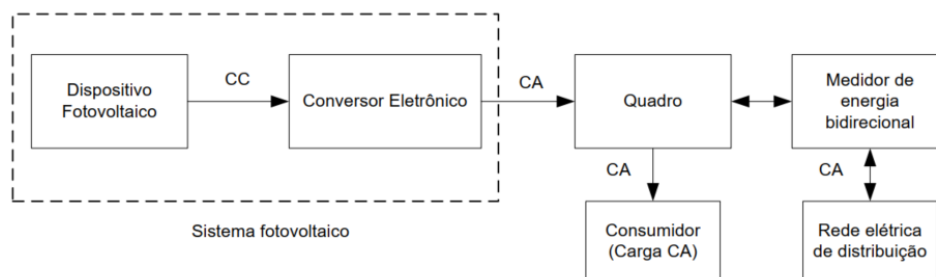 Dispositivo
Fotovoltaico
CC
Conversor Eletrônico
CA
Quadro
Medidor de
energia
bidirecional
CA
CA
Sistema fotovoltaico
Consumidor
(Carga CA)
Rede elétrica
de distribuição